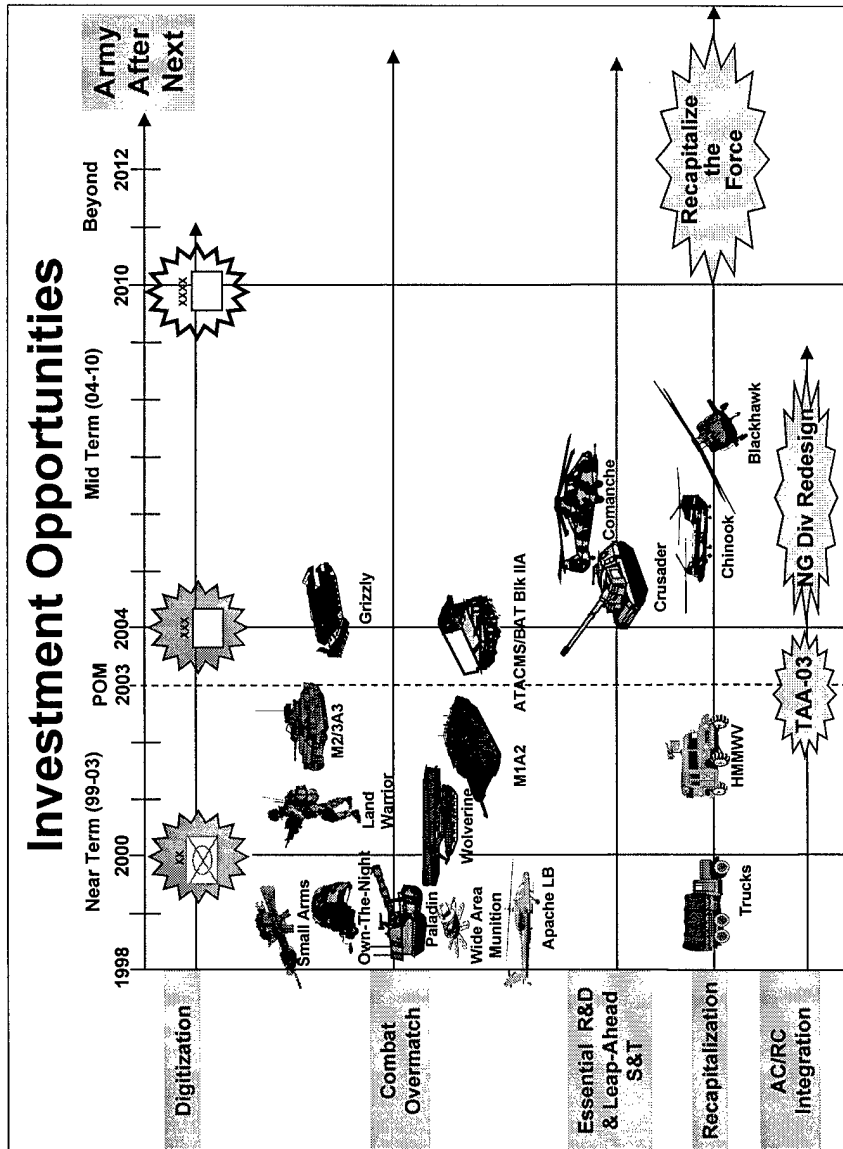 Investment Opportunities
Near Term (99-03)
POM
Mid Term (04-10)
Beyond
1998
2000
2003
2004
2010
2012
Army
After
Next
Digitization
xx
xxx
xxxx
Combat
Overmatch
Small Arms
Own-The-Night
Paladin
Wide Area
Munition
Apache LB
Land
Warrior
Wolverine
M2/3A3
M1A2
Grizzly
ATACMS/BAT Blk IIA
Essential R&D
& Leap-Ahead
S&T
Crusader
Comanche
Recapitalization
Trucks
HMMWV
Chinook
Blackhawk
Recapitalize
the
Force
AC/RC
Integration
TAA-03
NG Div Redesign